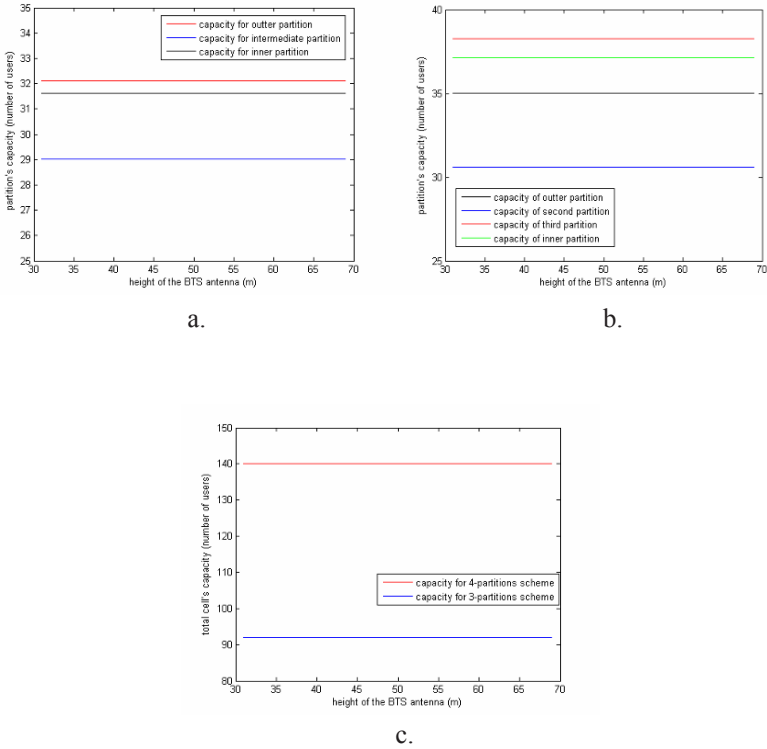 35
34
33
32
31
30
29
28
27
26
25
30 35 40 45 50 55 60 65 70
partition's capacity (number of users)
height of the BTS antenna (m)
capacity for outter partition
capacity for intermediate partition
capacity for inner partition
a.
40
35
30
25
30 35 40 45 50 55 60 65 70
partition's capacity (number of users)
height of the BTS antenna (m)
capacity of outter partition
capacity of second partition
capacity of third partition
capacity of inner partition
b.
150
140
130
120
110
100
90
80
30 35 40 45 50 55 60 65 70
total cell's capacity (number of users)
height of the BTS antenna (m)
capacity for 4-partitions scheme
capacity for 3-partitions scheme
c.